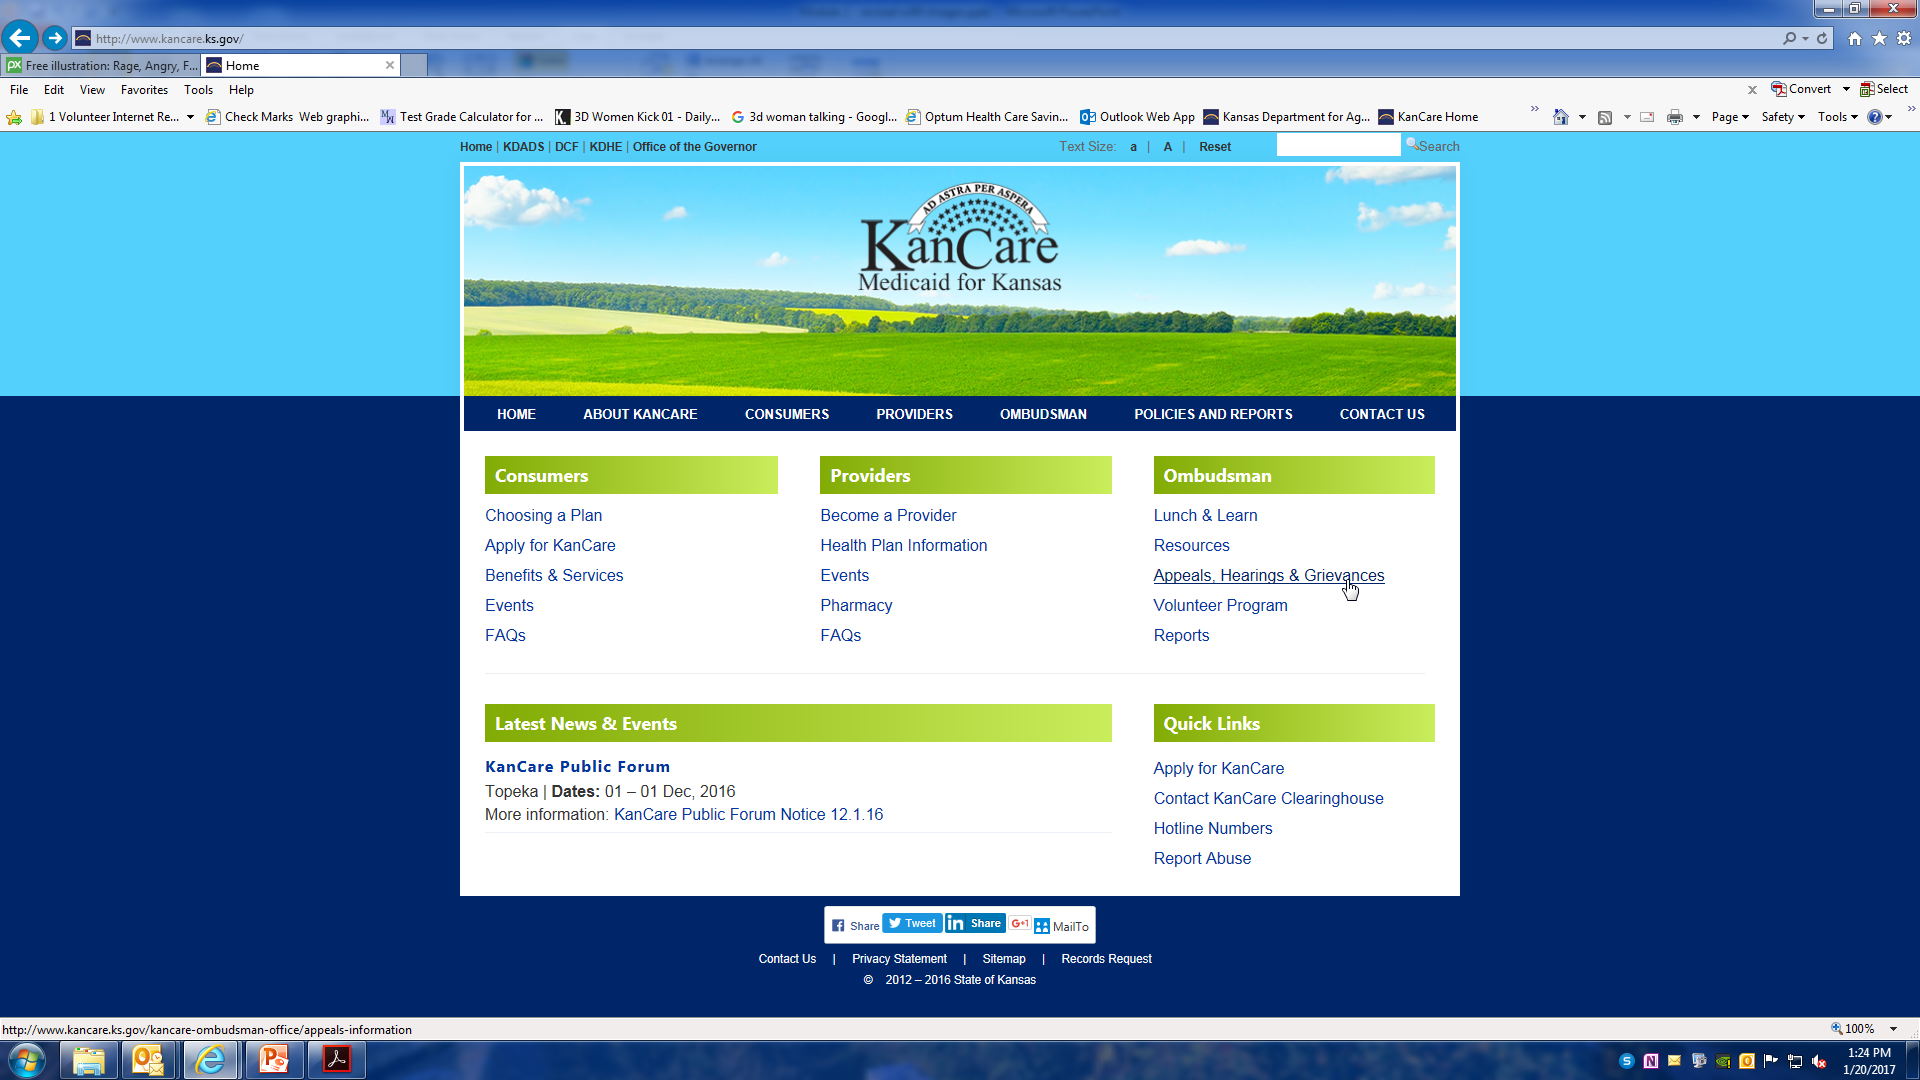 http://www.kancare.ks.gov/
Free illustration: Rage, Angry, F...
Home
File Edit View Favorites Tools Help
Convert Select
1 Volunteer Internet Re... Check Marks Web graphi... Test Grade Calculator for ... 3D Women Kick 01 - Daily... 3d woman talking - Googl... Optum Health Care Savin... Outlook Web App Kansas Department for Ag... KanCare Home Page Safety Tools
Home | KDADS | DCF | KDHE | Office of the Governor
Text Size: a | A | Reset
Search
AD ASTRA PER ASPERA
KanCare
Medicaid for Kansas
HOME ABOUT KANCARE CONSUMERS PROVIDERS OMBUDSMAN POLICIES AND REPORTS CONTACT US
Consumers
Choosing a Plan
Apply for KanCare
Benefits & Services
Events
FAQs
Providers
Become a Provider
Health Plan Information
Events
Pharmacy
FAQs
Ombudsman
Lunch & Learn
Resources
Appeals, Hearings & Grievances
Volunteer Program
Reports
Latest News & Events
KanCare Public Forum
Topeka | Dates: 01 – 01 Dec, 2016
More information: KanCare Public Forum Notice 12.1.16
Quick Links
Apply for KanCare
Contact KanCare Clearinghouse
Hotline Numbers
Report Abuse
Share Tweet in Share G+1 MailTo
Contact Us | Privacy Statement | Sitemap | Records Request
© 2012 – 2016 State of Kansas
http://www.kancare.ks.gov/kancare-ombudsman-office/appeals-information
100%
1:24 PM
1/20/2017